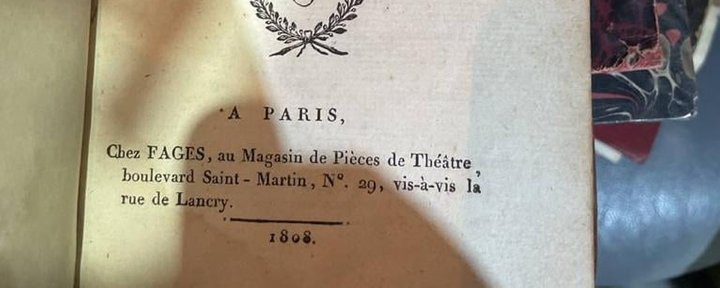 A PARIS,
Chez FAGES, au Magasin de Pièces de Théâtre,
boulevard Saint-Martin, N°. 29, vis-à-vis la
rue de Lancry.
1808.